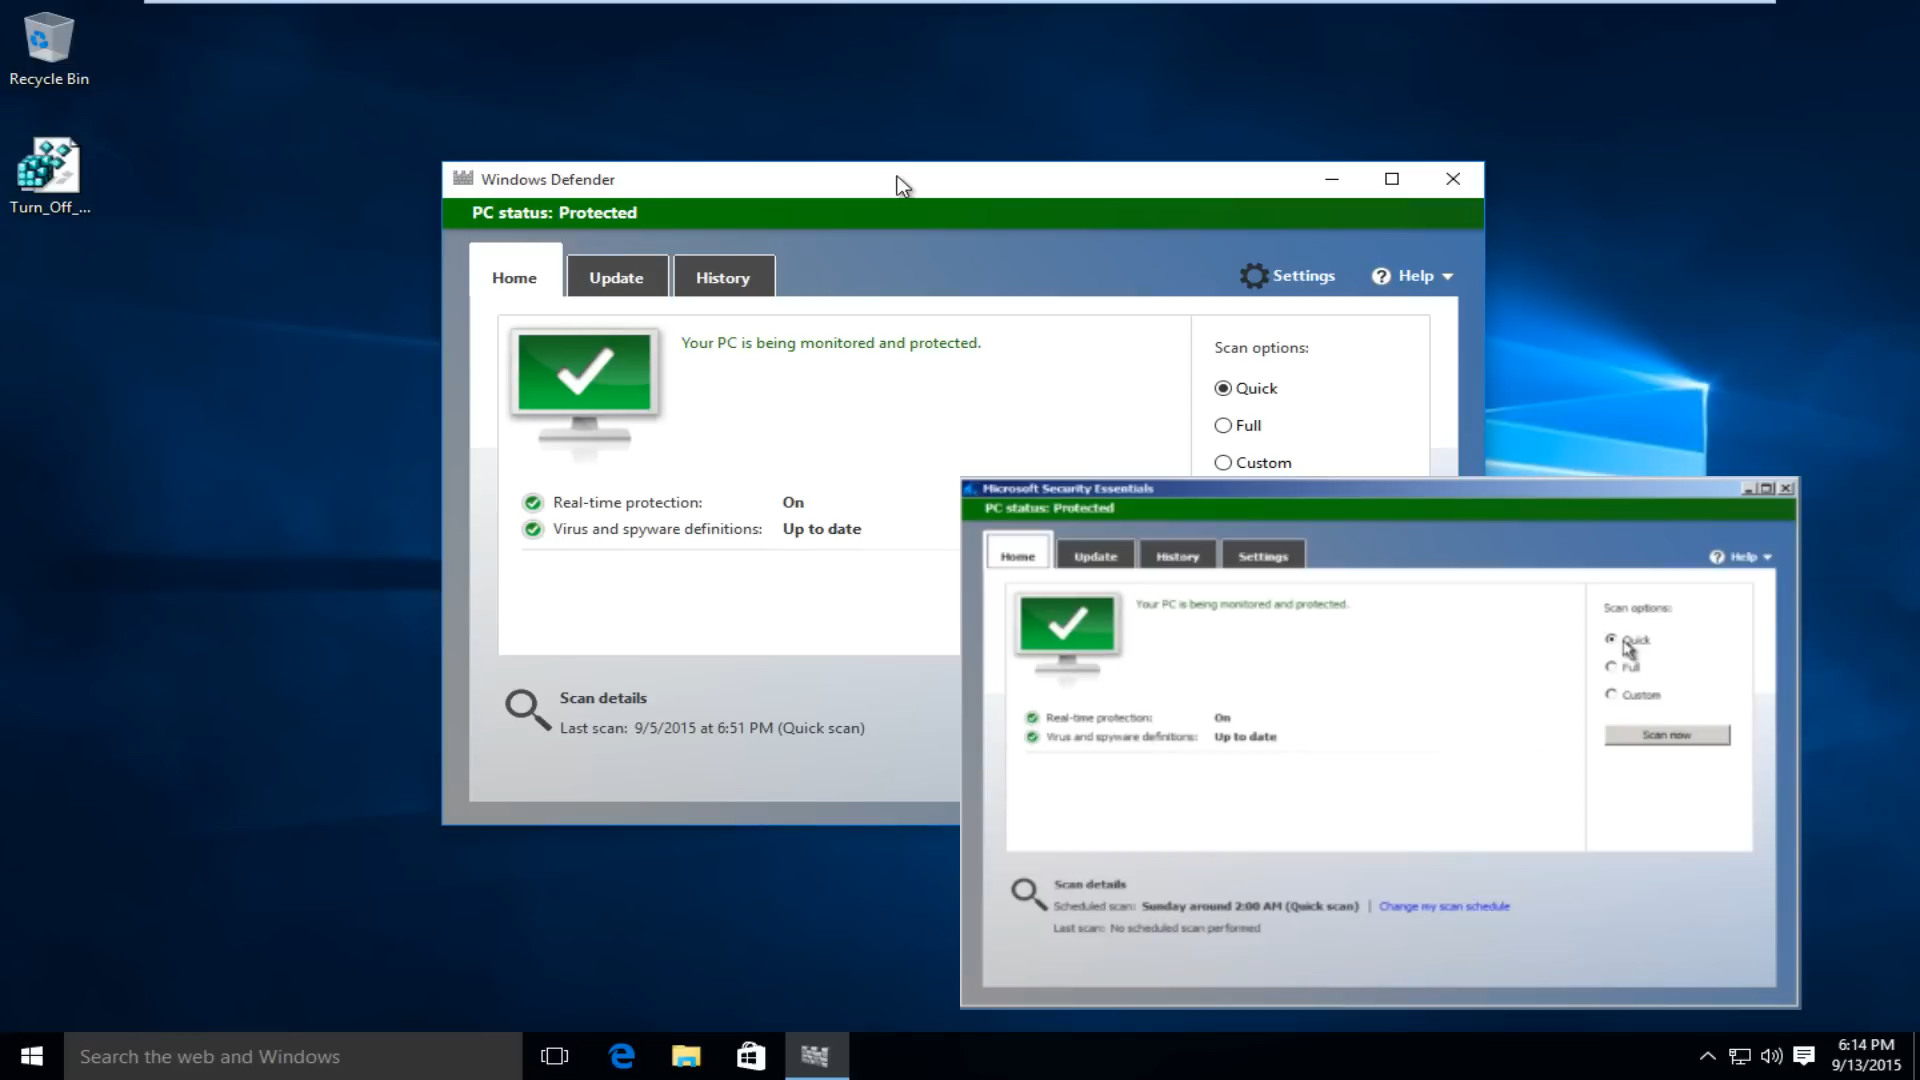 Recycle Bin
Turn_Off_...
Windows Defender
PC status: Protected
Home
Update
History
Settings
Help
Your PC is being monitored and protected.
Scan options:
Quick
Full
Custom
Real-time protection: On
Virus and spyware definitions: Up to date
Scan details
Last scan: 9/5/2015 at 6:51 PM (Quick scan)
Microsoft Security Essentials
PC status: Protected
Home
Update
History
Settings
Help
Your PC is being monitored and protected.
Scan options:
Quick
Full
Custom
Scan now
Real-time protection: On
Virus and spyware definitions: Up to date
Scan details
Scheduled scan: Sunday around 2:00 AM (Quick scan) | Change my scan schedule
Last scan: No scheduled scan performed
Search the web and Windows
6:14 PM
9/13/2015